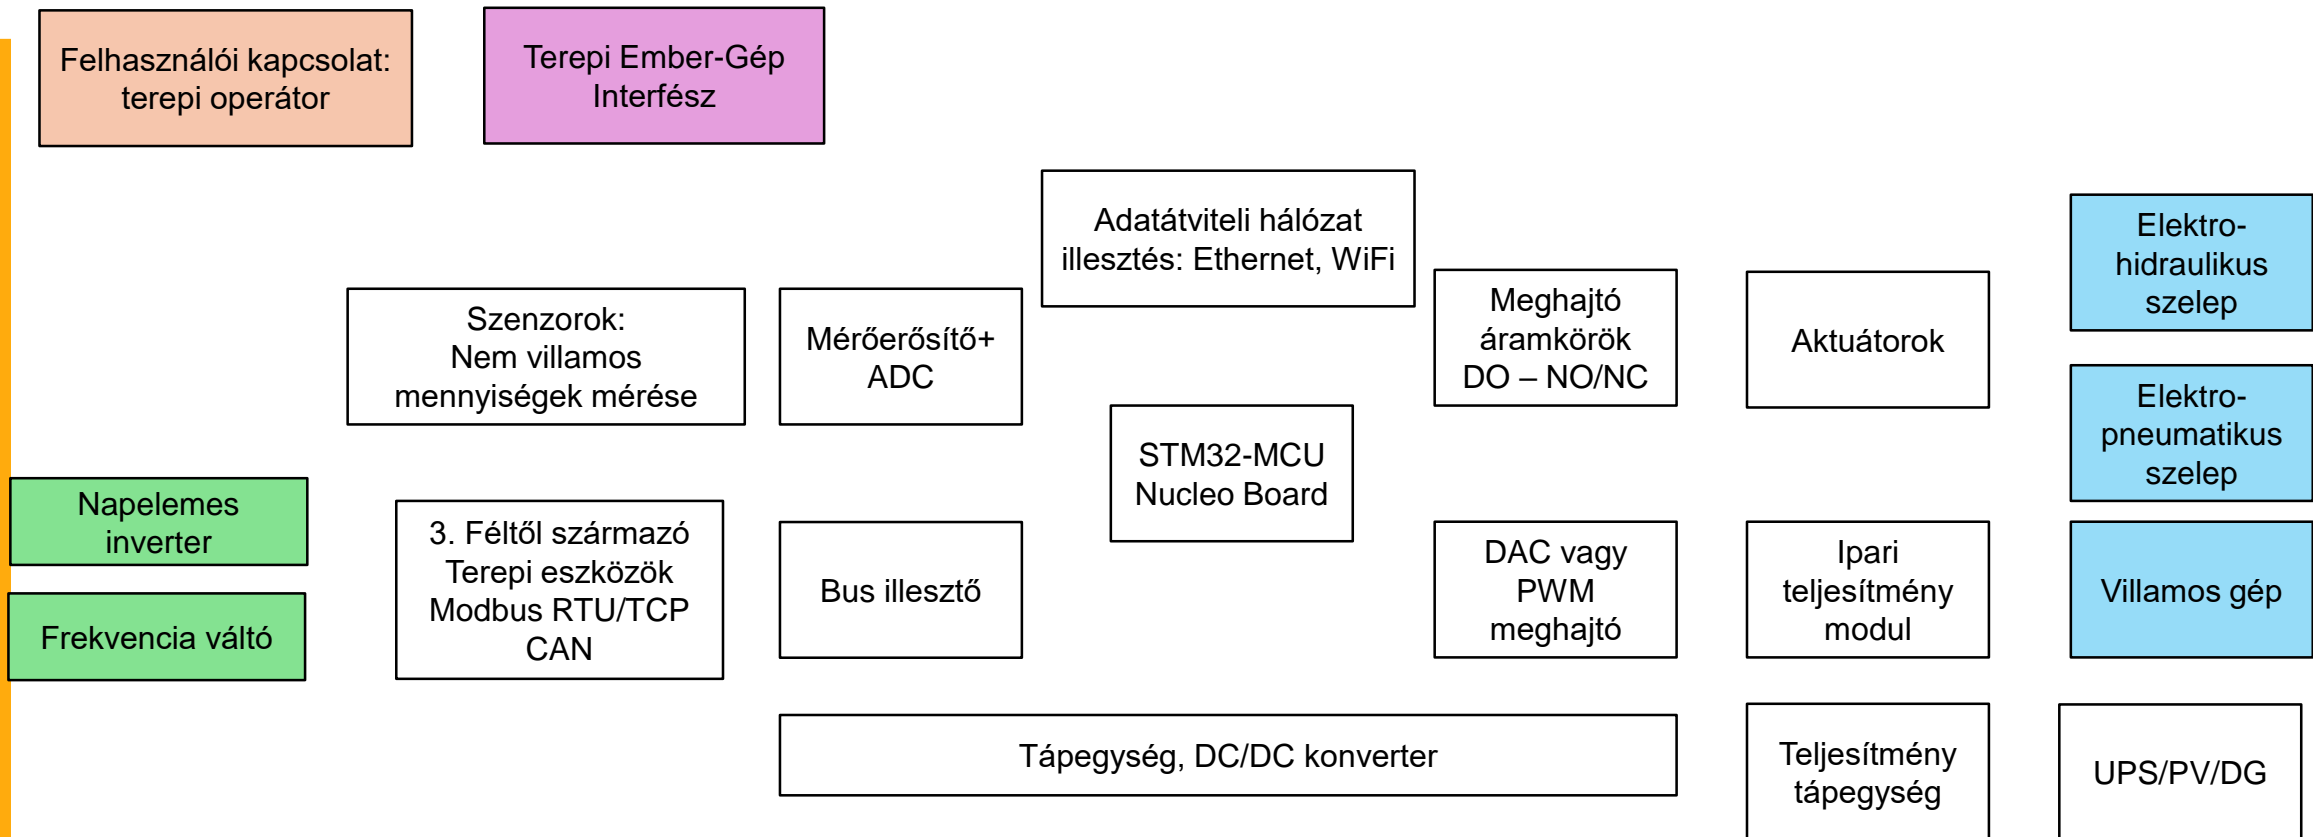 Felhasználói kapcsolat:
terepi operátor
Terepi Ember-Gép
Interfész
Adatátviteli hálózat
illesztés: Ethernet, WiFi
Szenzorok:
Nem villamos
mennyiségek mérése
Mérőerősítő+
ADC
Meghajtó
áramkörök
DO – NO/NC
Aktuátorok
Elektro-
hidraulikus
szelep
Elektro-
pneumatikus
szelep
STM32-MCU
Nucleo Board
Napelemes
inverter
Frekvencia váltó
3. Féltől származó
Terepi eszközök
Modbus RTU/TCP
CAN
Bus illesztő
DAC vagy
PWM
meghajtó
Ipari
teljesítmény
modul
Villamos gép
Tápegység, DC/DC konverter
Teljesítmény
tápegység
UPS/PV/DG